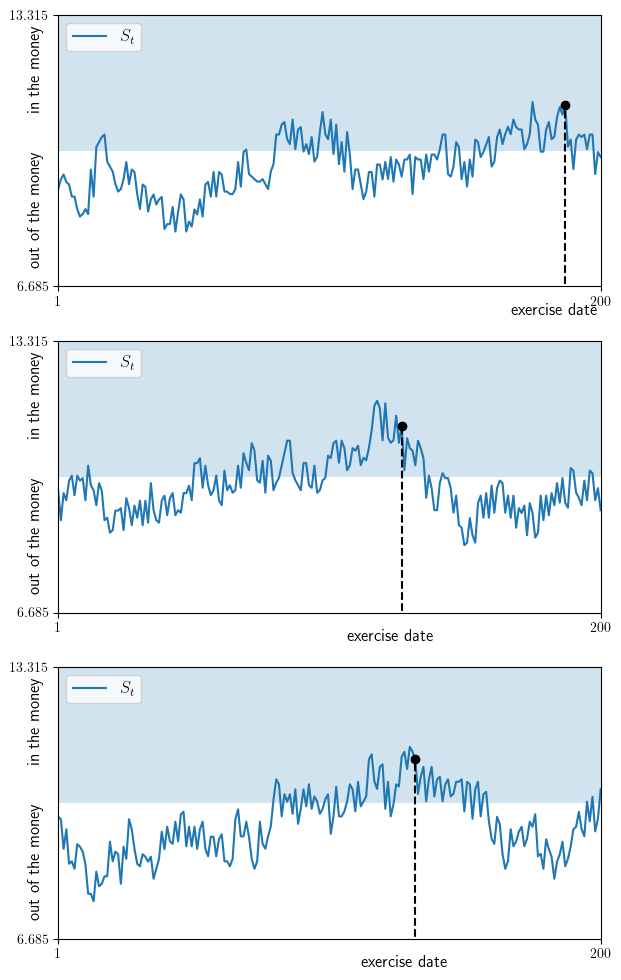 13.315
in the money
out of the money
S_t
6.685
1
200
exercise date
13.315
in the money
out of the money
S_t
6.685
1
200
exercise date
13.315
in the money
out of the money
S_t
6.685
1
200
exercise date